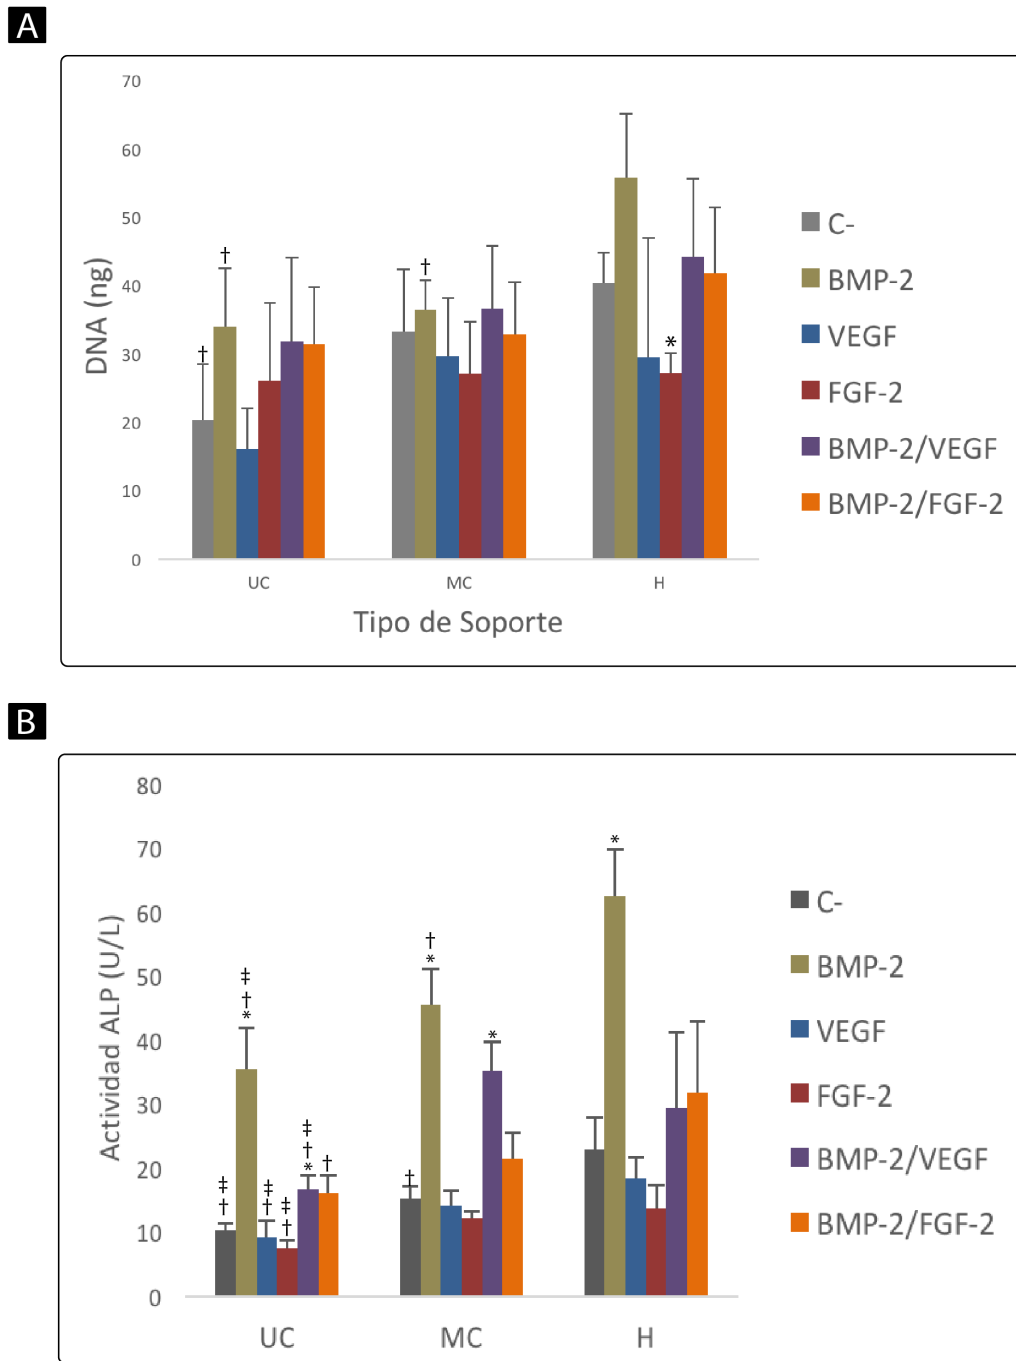 A
70
60
50
40
30
20
10
0
DNA (ng)
†
†
†
*
UC
MC
H
Tipo de Soporte
C-
BMP-2
VEGF
FGF-2
BMP-2/VEGF
BMP-2/FGF-2
B
80
70
60
50
40
30
20
10
0
Actividad ALP (U/L)
‡
†
‡
†
*
‡
†
‡
†
‡
†
*
†
†
†
*
*
*
UC
MC
H
C-
BMP-2
VEGF
FGF-2
BMP-2/VEGF
BMP-2/FGF-2